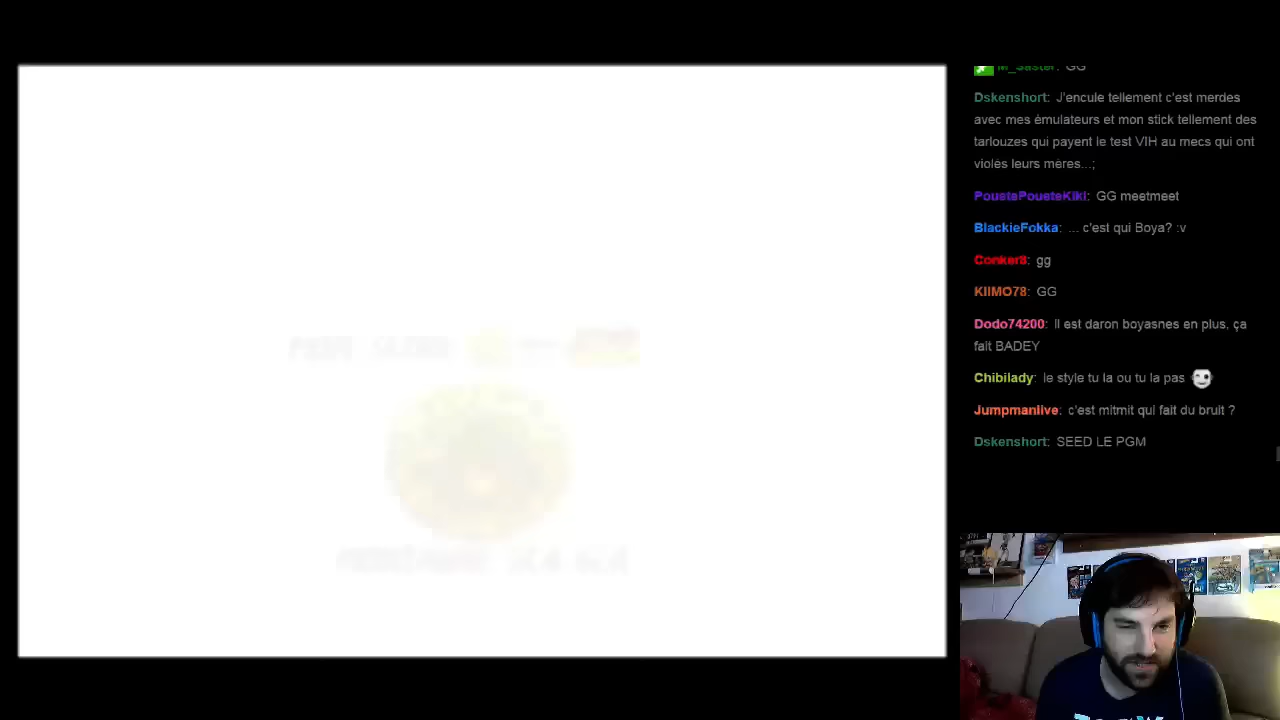 M_Saster: GG
Dskenshort: J'encule tellement c'est merdes
avec mes émulateurs et mon stick tellement des
tarlouzes qui payent le test VIH au mecs qui ont
violés leurs mères...;
PouetePoueteKiki: GG meetmeet
BlackieFokka: ... c'est qui Boya? :v
Conker8: gg
KIIMO78: GG
Dodo74200: Il est daron boyasnes en plus, ça
fait BADEY
Chibilady: le style tu la ou tu la pas
Jumpmanlive: c'est mitmit qui fait du bruit ?
Dskenshort: SEED LE PGM